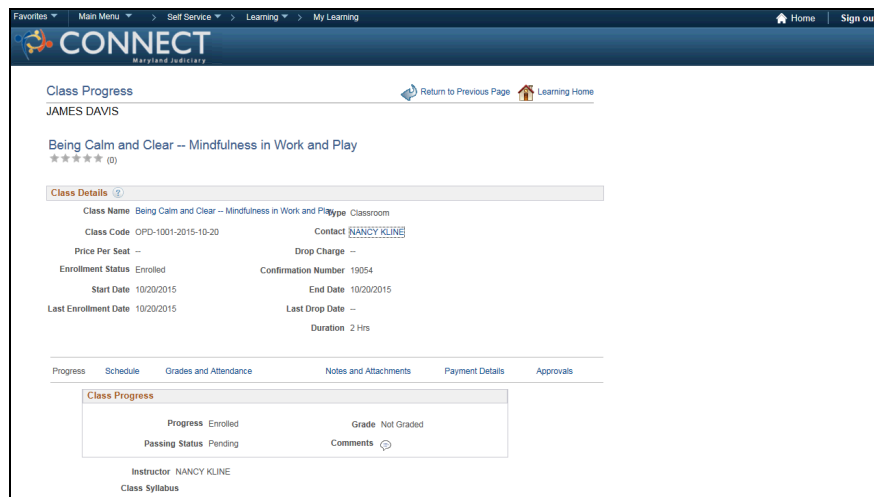 Favorites Main Menu > Self Service > Learning > My Learning Home Sign ou
CONNECT
Maryland Judiciary
Class Progress Return to Previous Page Learning Home
JAMES DAVIS
Being Calm and Clear -- Mindfulness in Work and Play
(0)
Class Details ?
Class Name Being Calm and Clear -- Mindfulness in Work and Play Type Classroom
Class Code OPD-1001-2015-10-20 Contact NANCY KLINE
Price Per Seat -- Drop Charge --
Enrollment Status Enrolled Confirmation Number 19054
Start Date 10/20/2015 End Date 10/20/2015
Last Enrollment Date 10/20/2015 Last Drop Date --
Duration 2 Hrs
Progress Schedule Grades and Attendance Notes and Attachments Payment Details Approvals
Class Progress
Progress Enrolled Grade Not Graded
Passing Status Pending Comments
Instructor NANCY KLINE
Class Syllabus